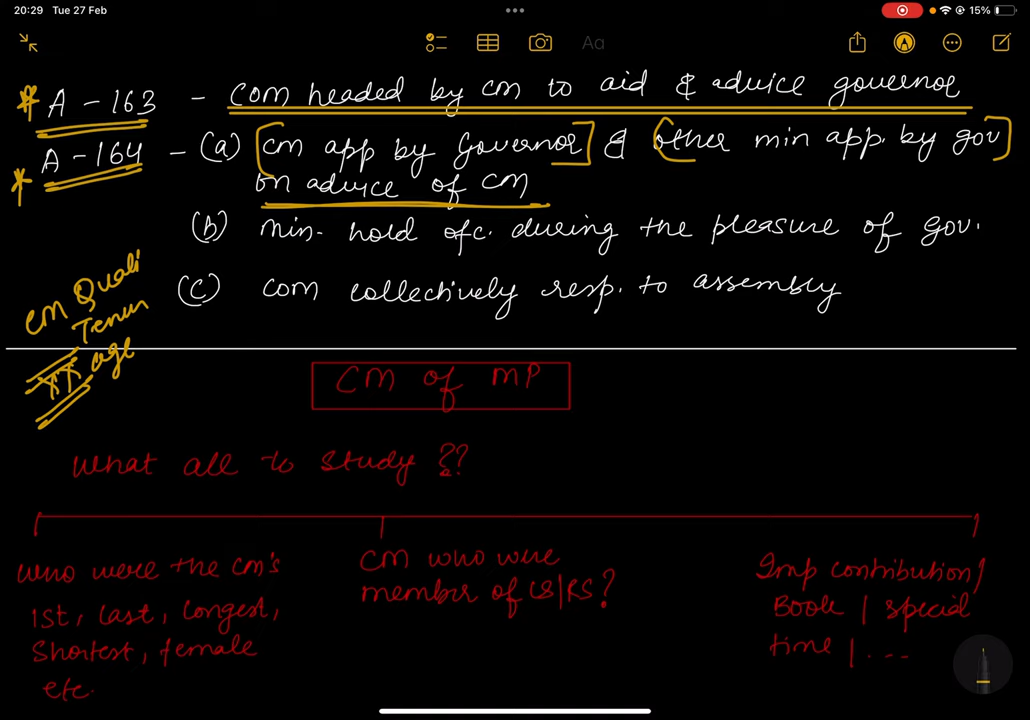 20:29 Tue 27 Feb
15%
Aa
A - 163 - COM headed by CM to aid & advice governor
A - 164 - (a) CM app by Governor & other min app. by gov
on advice of CM
(b) min- hold ofc. during the pleasure of gov.
(c) COM collectively resp. to assembly
CM Quali
Tenur
age
CM of MP
What all to study ??
Who were the CM's
1st, last, longest,
Shortest, female
etc.
CM who were
member of LS/RS?
Imp contribution/
Book / special
time / ...